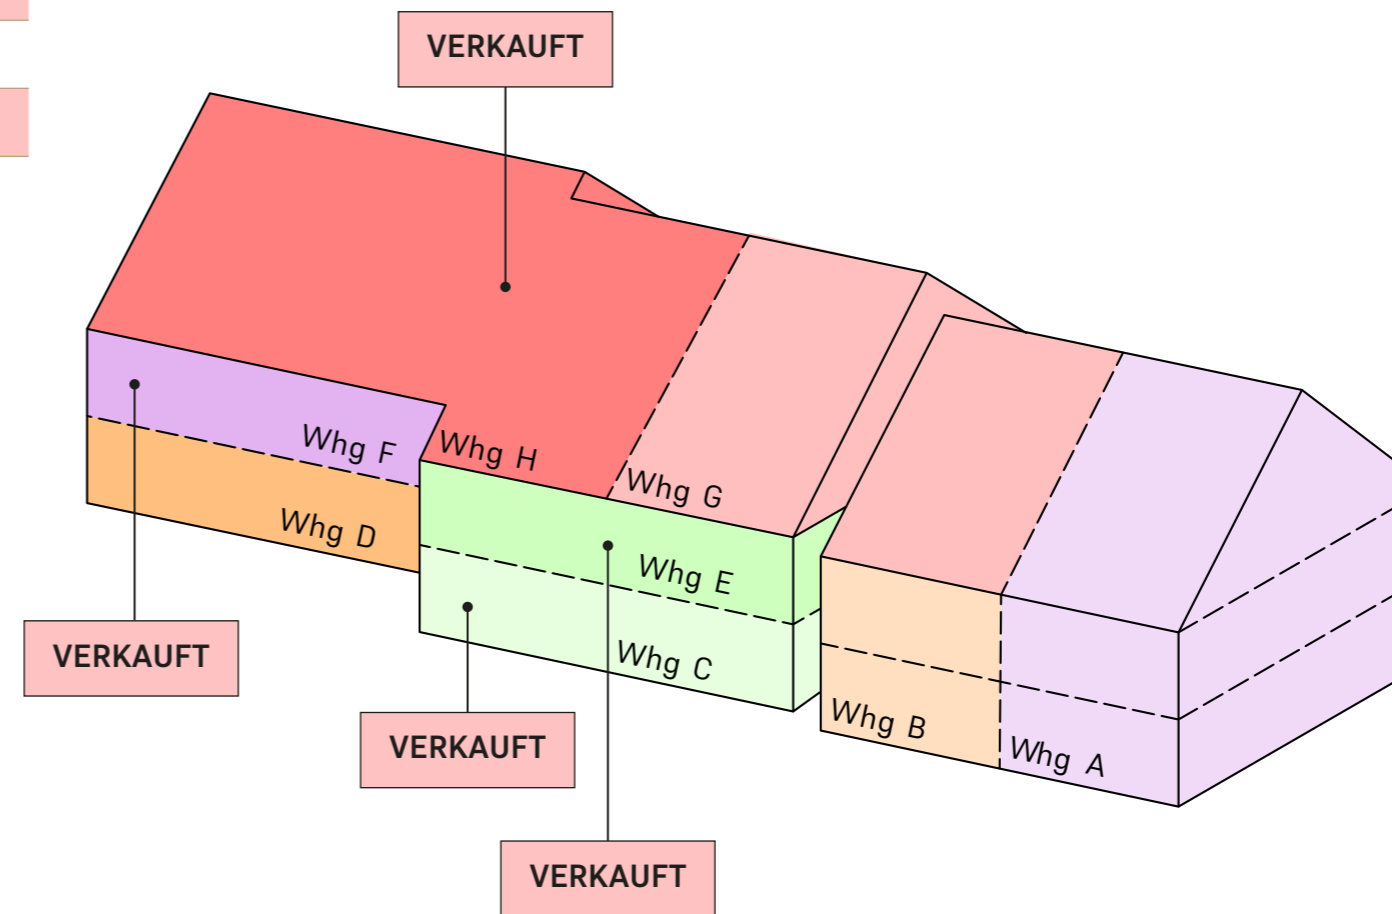 VERKAUFT
Whg F
Whg H
Whg G
Whg D
Whg E
VERKAUFT
Whg C
VERKAUFT
Whg B
Whg A
VERKAUFT